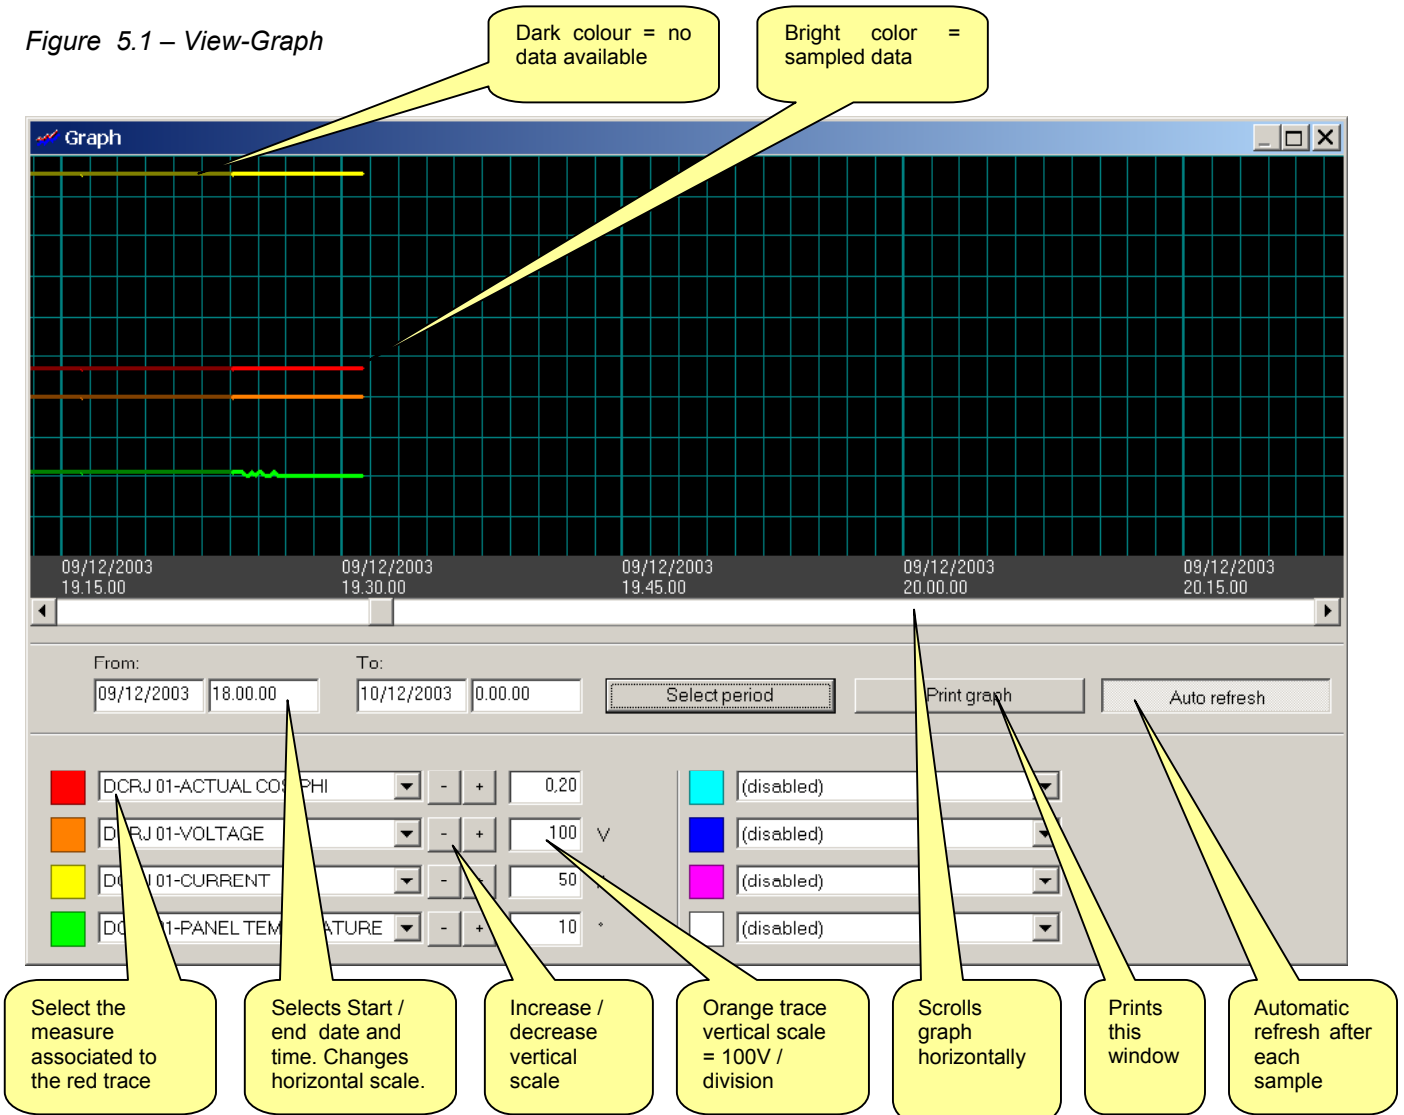 Figure 5.1 – View-Graph
Dark colour = no
data available
Bright color =
sampled data
Graph
09/12/2003
19.15.00
09/12/2003
19.30.00
09/12/2003
19.45.00
09/12/2003
20.00.00
09/12/2003
20.15.00
From:
To:
09/12/2003 18.00.00
10/12/2003 0.00.00
Select period
Print graph
Auto refresh
DCRJ 01-ACTUAL COS PHI - + 0,20
(disabled)
DCRJ 01-VOLTAGE - + 100 V
(disabled)
DCRJ 01-CURRENT - + 50
(disabled)
DCRJ 01-PANEL TEMPERATURE - + 10 °
(disabled)
Select the
measure
associated to
the red trace
Selects Start /
end date and
time. Changes
horizontal scale.
Increase /
decrease
vertical
scale
Orange trace
vertical scale
= 100V /
division
Scrolls
graph
horizontally
Prints
this
window
Automatic
refresh after
each
sample